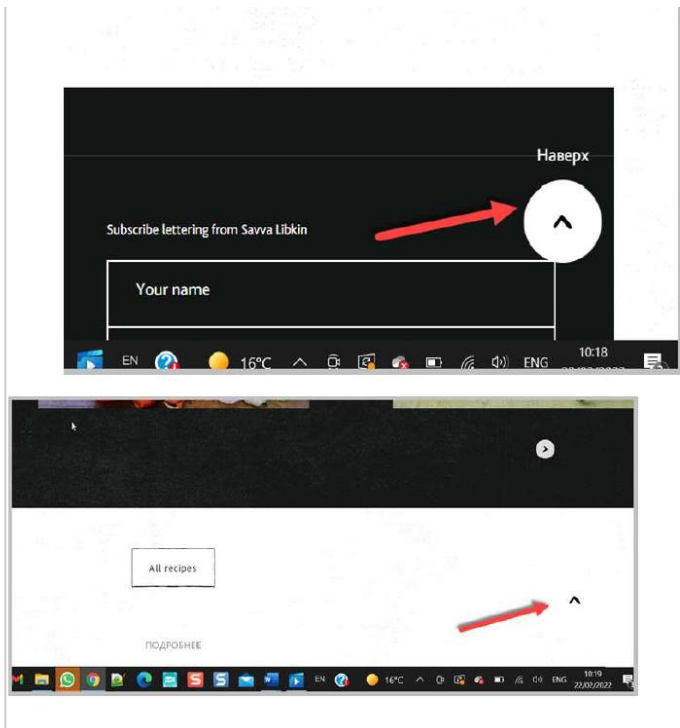 Наверх
Subscribe lettering from Savva Libkin
Your name
EN 16°C ENG 10:18
All recipes
ПОДРОБНЕЕ
EN 16°C ENG 10:19
22/02/2022